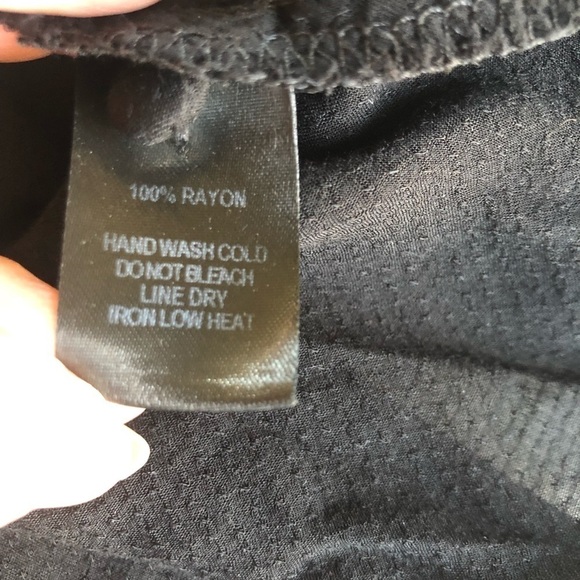 100% RAYON
HAND WASH COLD
DO NOT BLEACH
LINE DRY
IRON LOW HEAT